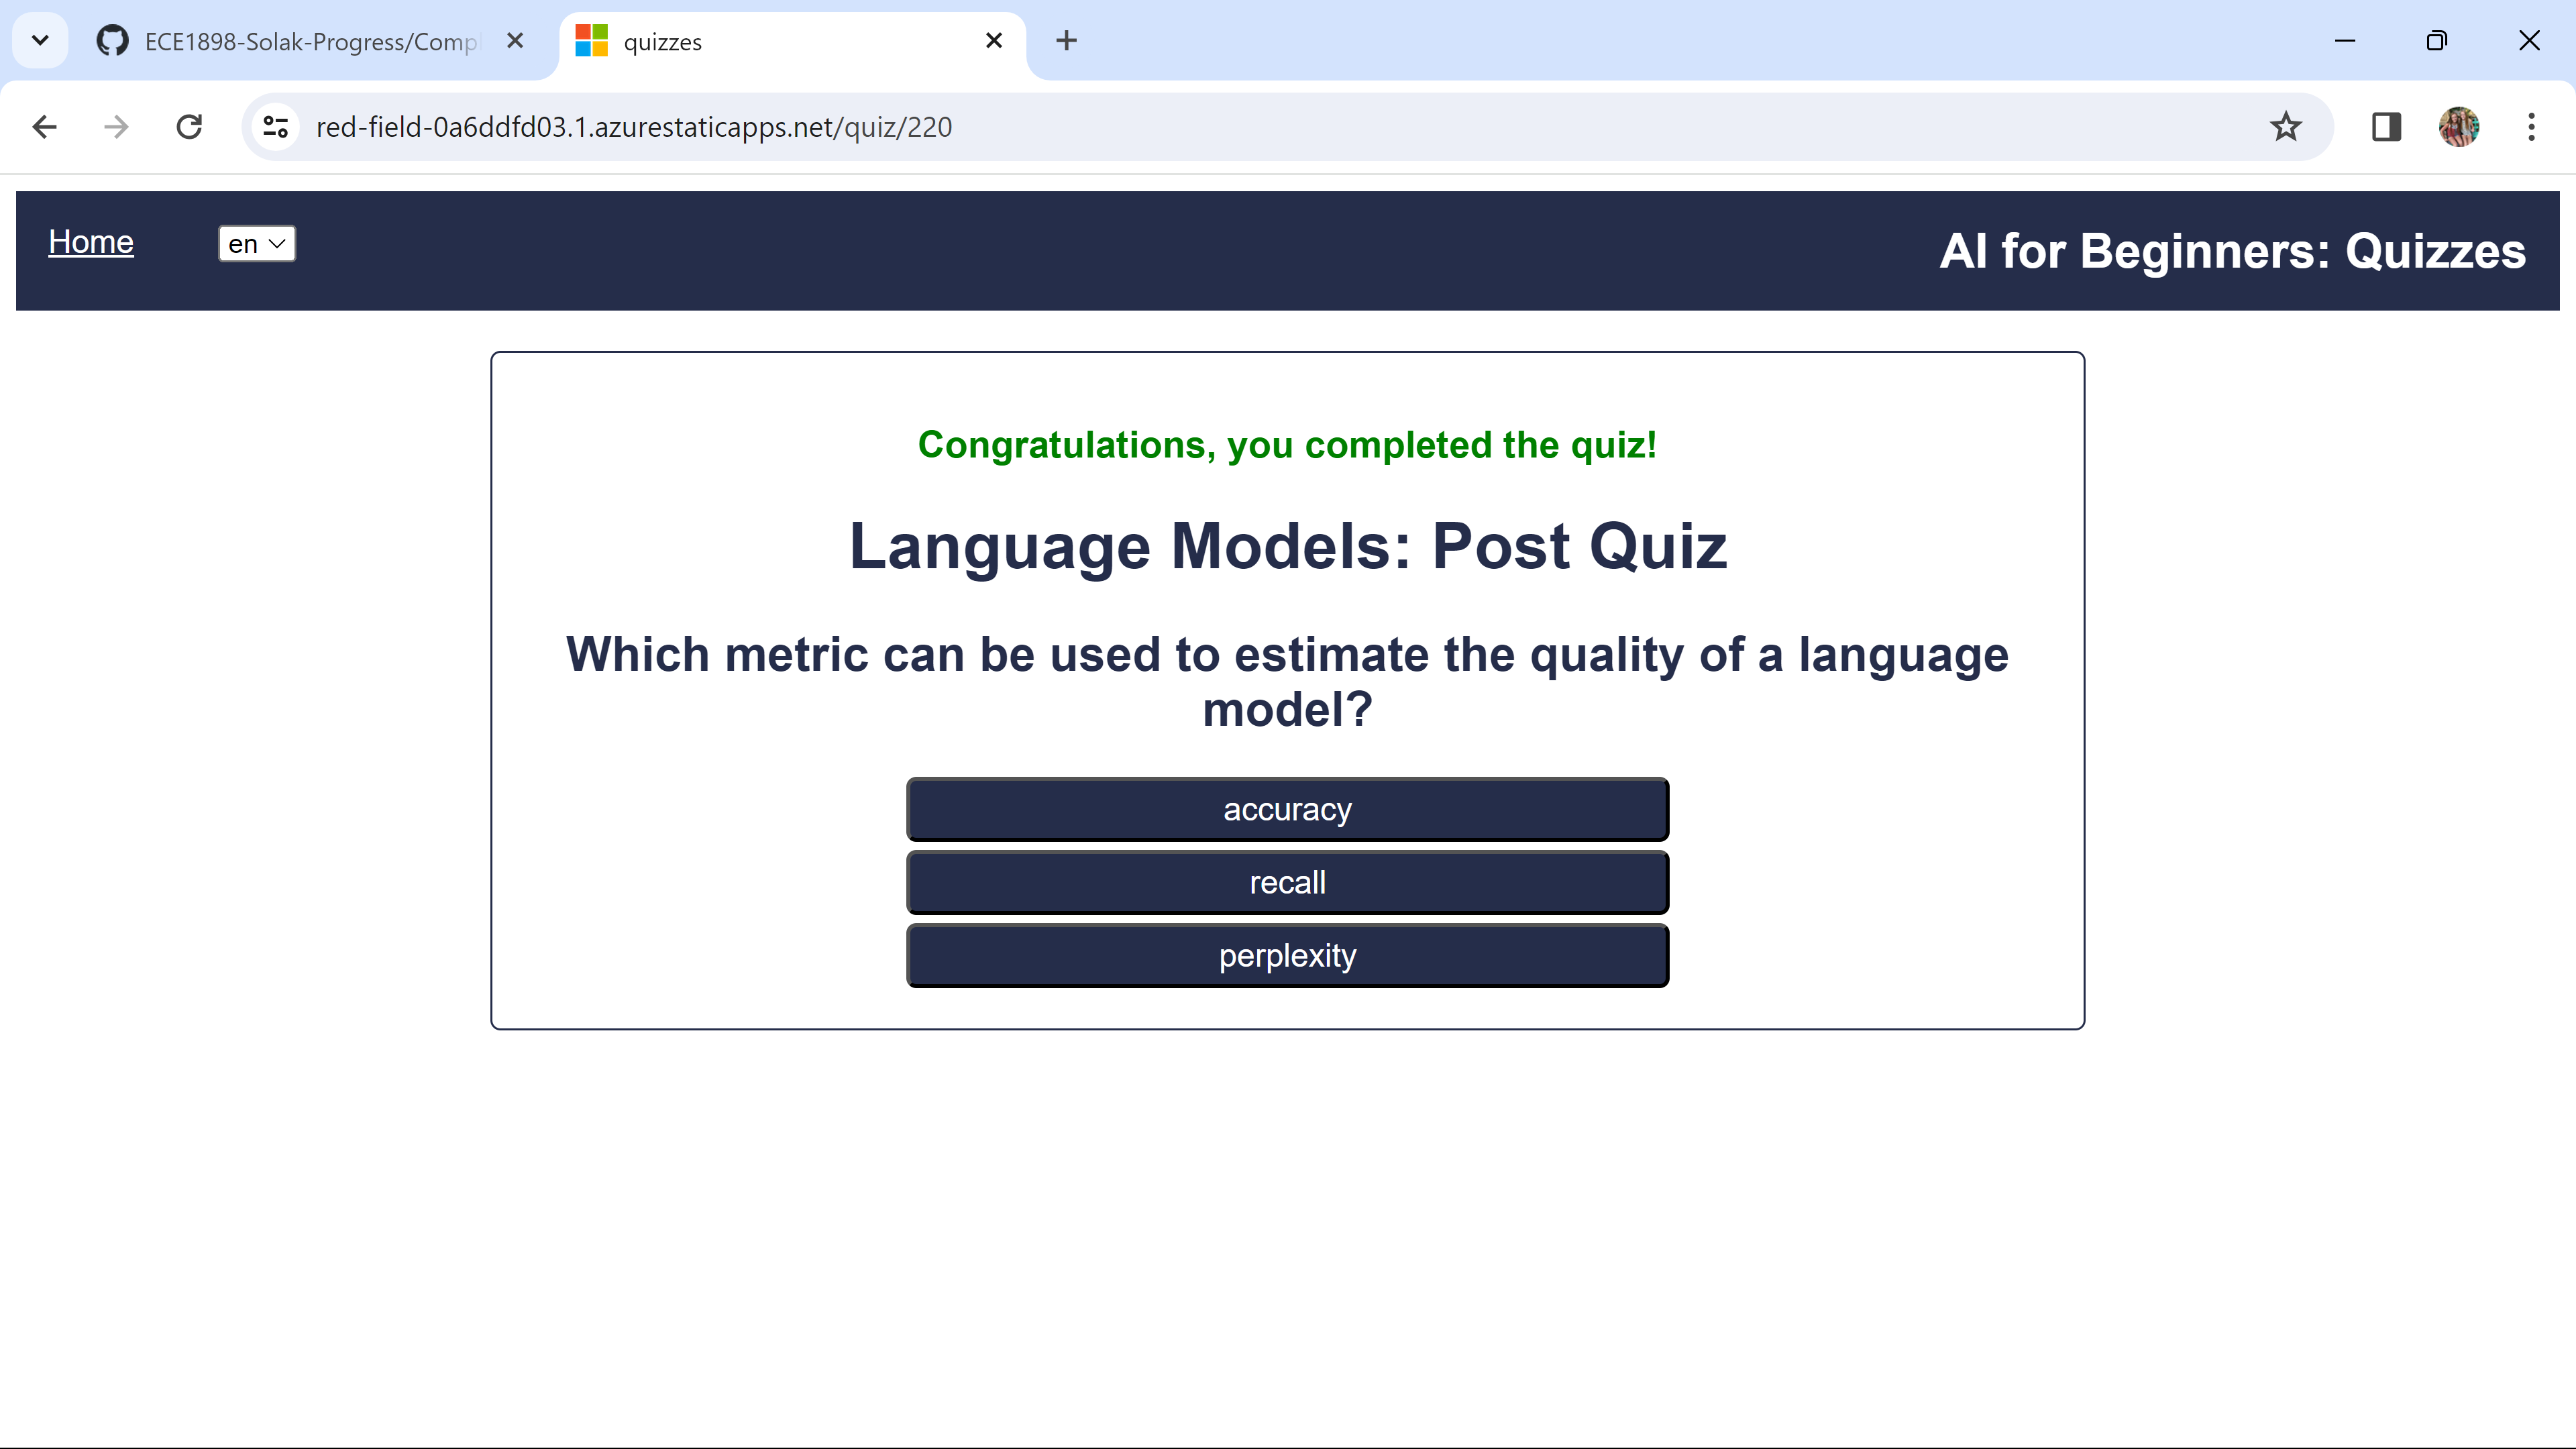 ECE1898-Solak-Progress/Comp
quizzes
red-field-0a6ddfd03.1.azurestaticapps.net/quiz/220
Home
en
AI for Beginners: Quizzes
Congratulations, you completed the quiz!
Language Models: Post Quiz
Which metric can be used to estimate the quality of a language
model?
accuracy
recall
perplexity